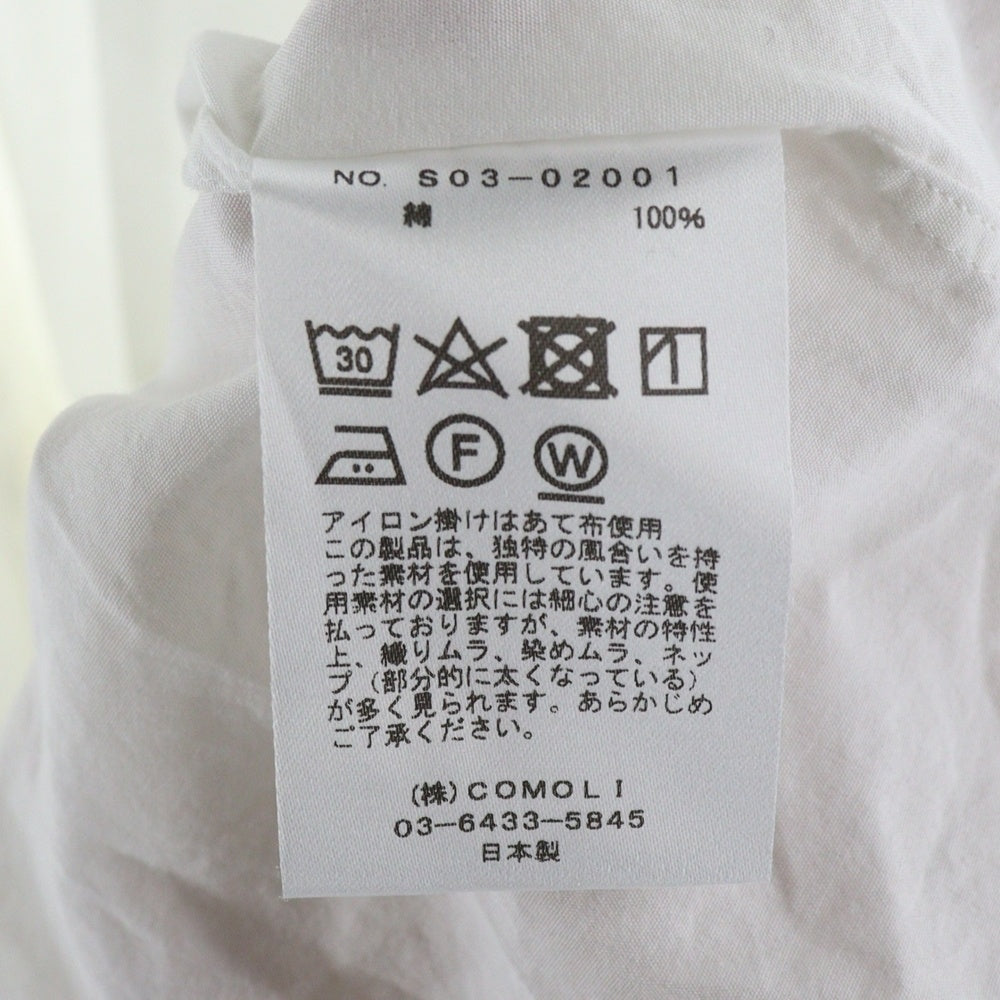 NO. S03-02001
綿 100%
30
F
W
アイロン掛けはあて布使用
この製品は、独特の風合いを持
った素材を使用しています。使
用素材の選択には細心の注意を
払っておりますが、素材の特性
上、織りムラ、染めムラ、ネッ
プ(部分的に太くなっている)
が多く見られます。あらかじめ
ご了承ください。
(株)COMOLI
03-6433-5845
日本製